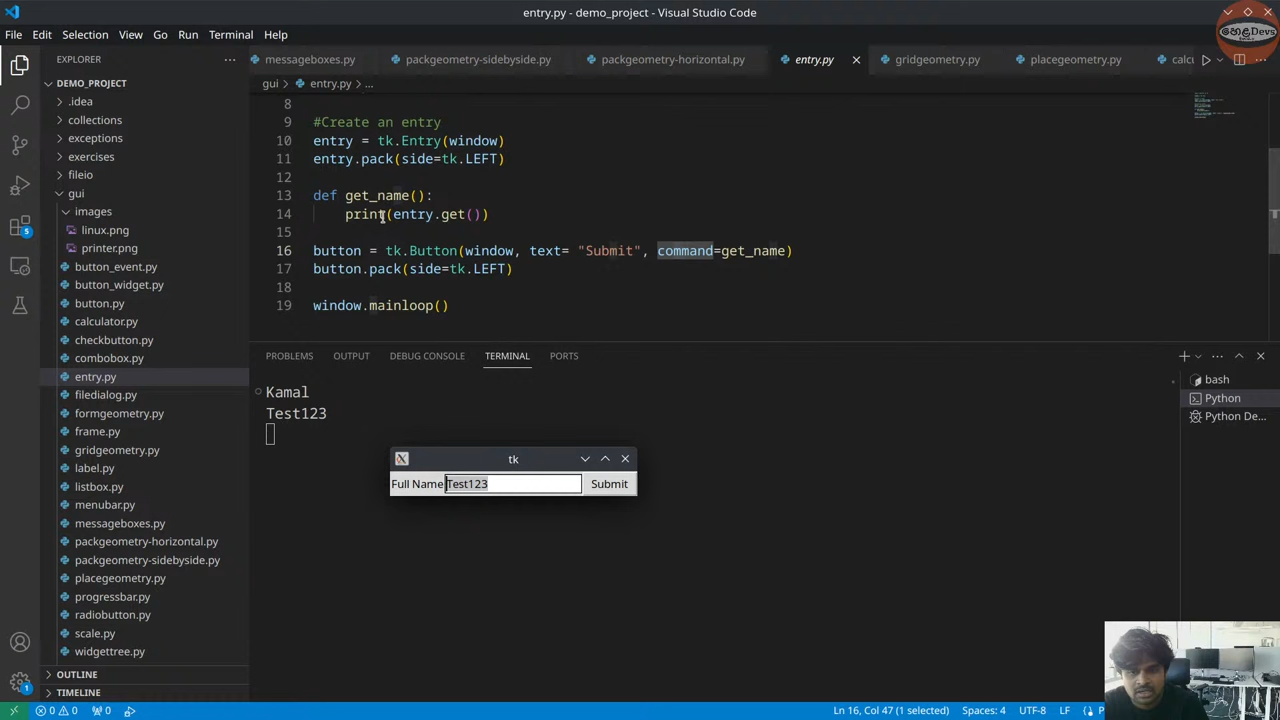 entry.py - demo_project - Visual Studio Code
File Edit Selection View Go Run Terminal Help
හෙළDevs
EXPLORER
messageboxes.py packgeometry-sidebyside.py packgeometry-horizontal.py entry.py gridgeometry.py placegeometry.py calcu
gui > entry.py > ...
DEMO_PROJECT
.idea
collections
exceptions
exercises
fileio
gui
images
linux.png
printer.png
button_event.py
button_widget.py
button.py
calculator.py
checkbutton.py
combobox.py
entry.py
filedialog.py
formgeometry.py
frame.py
gridgeometry.py
label.py
listbox.py
menubar.py
messageboxes.py
packgeometry-horizontal.py
packgeometry-sidebyside.py
placegeometry.py
progressbar.py
radiobutton.py
scale.py
widgettree.py
OUTLINE
TIMELINE
8
9 #Create an entry
10 entry = tk.Entry(window)
11 entry.pack(side=tk.LEFT)
12
13 def get_name():
14 print(entry.get())
15
16 button = tk.Button(window, text= "Submit", command=get_name)
17 button.pack(side=tk.LEFT)
18
19 window.mainloop()
PROBLEMS OUTPUT DEBUG CONSOLE TERMINAL PORTS
Kamal
Test123
bash
Python
Python De...
tk
Full Name Test123 Submit
5
1
0 0 0 Ln 16, Col 47 (1 selected) Spaces: 4 UTF-8 LF